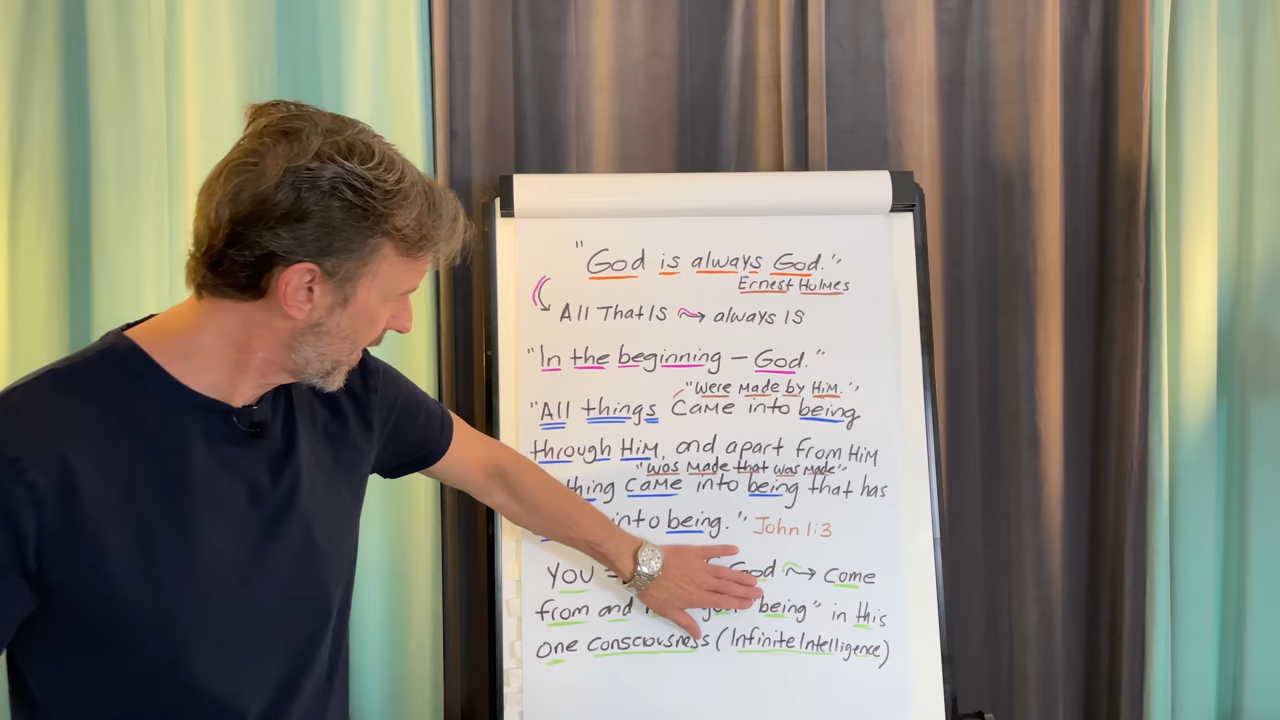 "God is always God."
Ernest Holmes
All That IS → always IS
"In the beginning – God."
"Were Made by HiM."
"All things CaMe into being
through HiM, and apart from HiM
"was Made that was Made"
thing CaMe into being that has
into being." John 1:3
you = God → Come
from and "being" in this
one consciousness (Infinite Intelligence)